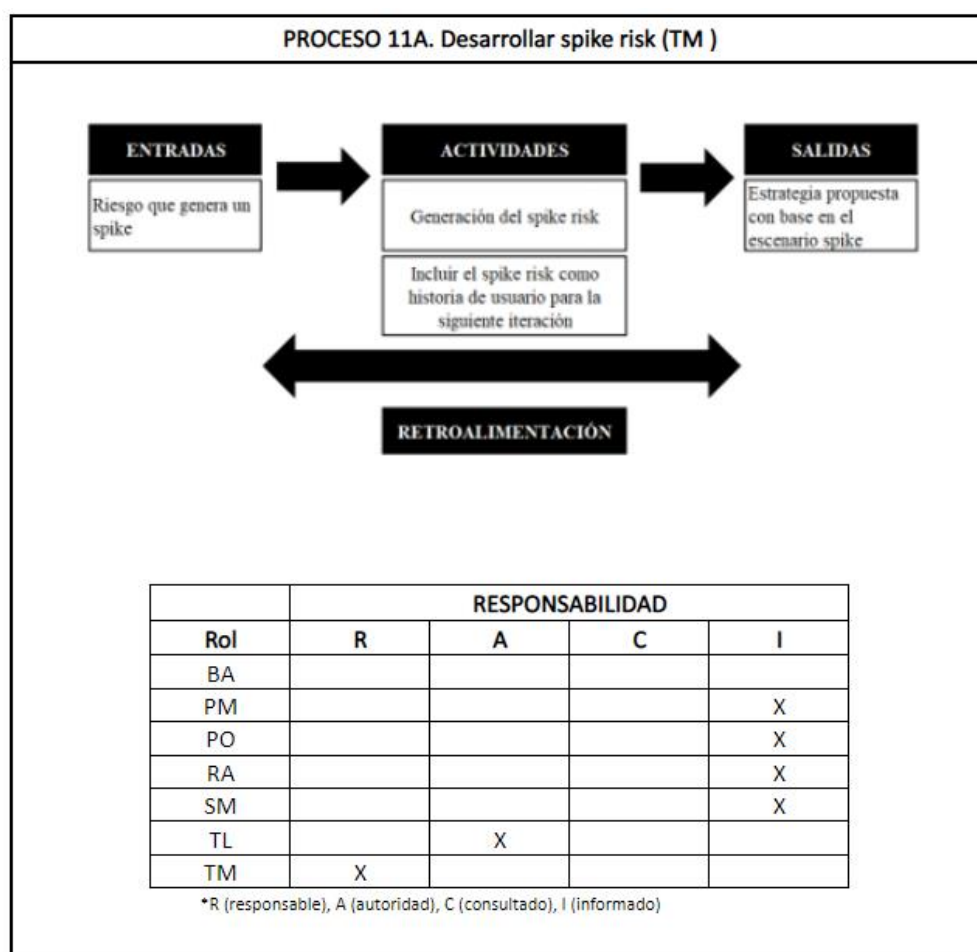 PROCESO 11A. Desarrollar spike risk (TM )
ENTRADAS
ACTIVIDADES
SALIDAS
Riesgo que genera un
spike
Generación del spike risk
Estrategia propuesta
con base en el
escenario spike
Incluir el spike risk como
historia de usuario para la
siguiente iteración
RETROALIMENTACIÓN
RESPONSABILIDAD
Rol R A C I
BA
PM X
PO X
RA X
SM X
TL X
TM X
*R (responsable), A (autoridad), C (consultado), I (informado)